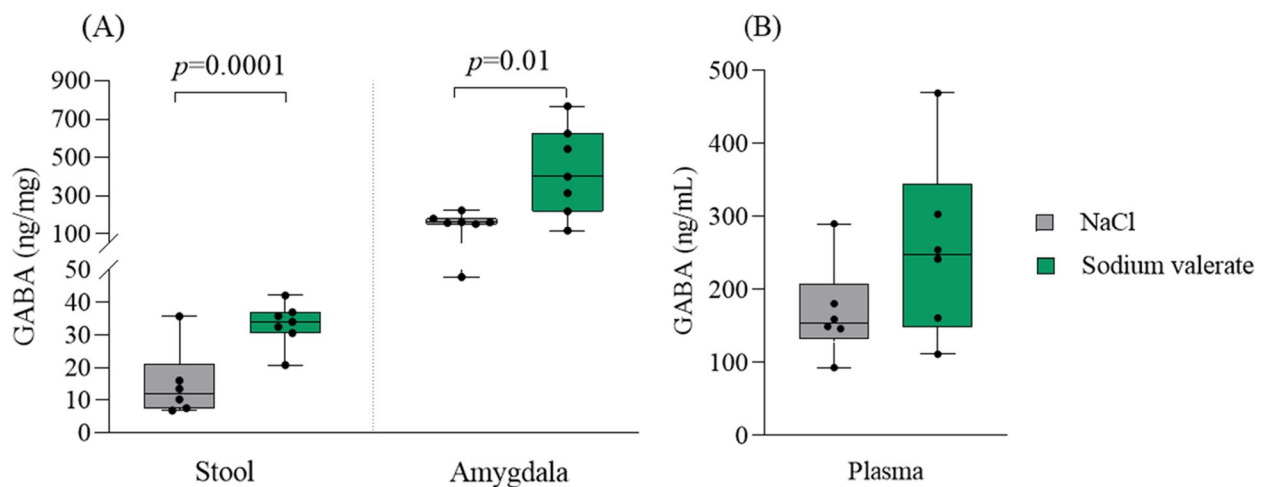 (A)
p=0.0001
p=0.01
GABA (ng/mg)
900
700
500
300
100
50
40
30
20
10
0
Stool
Amygdala
(B)
GABA (ng/mL)
500
400
300
200
100
0
Plasma
NaCl
Sodium valerate